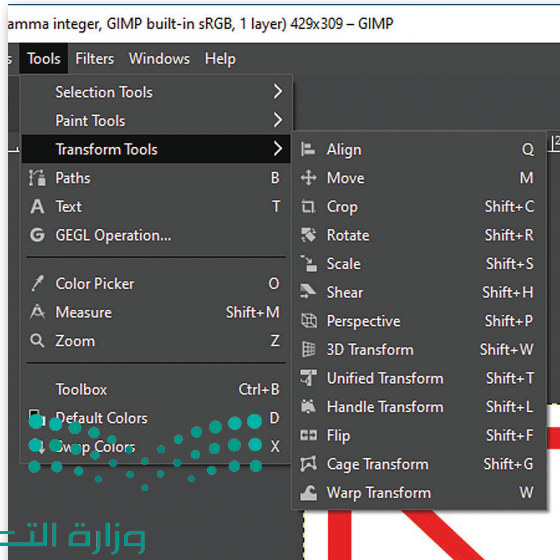 amma integer, GIMP built-in sRGB, 1 layer) 429x309 – GIMP
Tools Filters Windows Help
Selection Tools
Paint Tools
Transform Tools
Paths B
Text T
GEGL Operation...
Color Picker O
Measure Shift+M
Zoom Z
Toolbox Ctrl+B
Default Colors D
Swap Colors X
Align Q
Move M
Crop Shift+C
Rotate Shift+R
Scale Shift+S
Shear Shift+H
Perspective Shift+P
3D Transform Shift+W
Unified Transform Shift+T
Handle Transform Shift+L
Flip Shift+F
Cage Transform Shift+G
Warp Transform W
وزارة